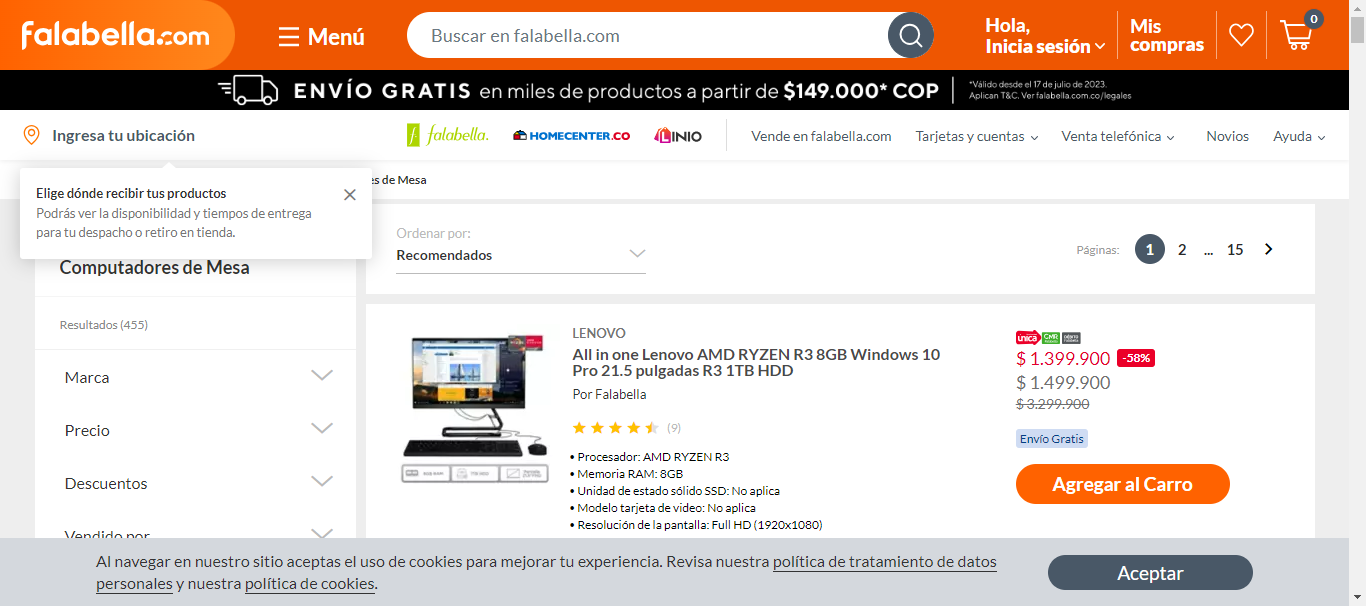 falabella.com
Menú
Buscar en falabella.com
Hola,
Inicia sesión
Mis
compras
0
ENVÍO GRATIS en miles de productos a partir de $149.000* COP
*Válido desde el 17 de julio de 2023.
Aplican T&C. Ver falabella.com.co/legales
Ingresa tu ubicación
falabella.
HOMECENTER.CO
LINIO
Vende en falabella.com
Tarjetas y cuentas
Venta telefónica
Novios
Ayuda
Elige dónde recibir tus productos
Podrás ver la disponibilidad y tiempos de entrega
para tu despacho o retiro en tienda.
de Mesa
Computadores de Mesa
Resultados (455)
Marca
Precio
Descuentos
Vendido por
Ordenar por:
Recomendados
Páginas:
1
2
...
15
LENOVO
All in one Lenovo AMD RYZEN R3 8GB Windows 10
Pro 21.5 pulgadas R3 1TB HDD
Por Falabella
(9)
• Procesador: AMD RYZEN R3
• Memoria RAM: 8GB
• Unidad de estado sólido SSD: No aplica
• Modelo tarjeta de video: No aplica
• Resolución de la pantalla: Full HD (1920x1080)
única CMR
$ 1.399.900 -58%
$ 1.499.900
$ 3.299.900
Envío Gratis
Agregar al Carro
Al navegar en nuestro sitio aceptas el uso de cookies para mejorar tu experiencia. Revisa nuestra política de tratamiento de datos
personales y nuestra política de cookies.
Aceptar